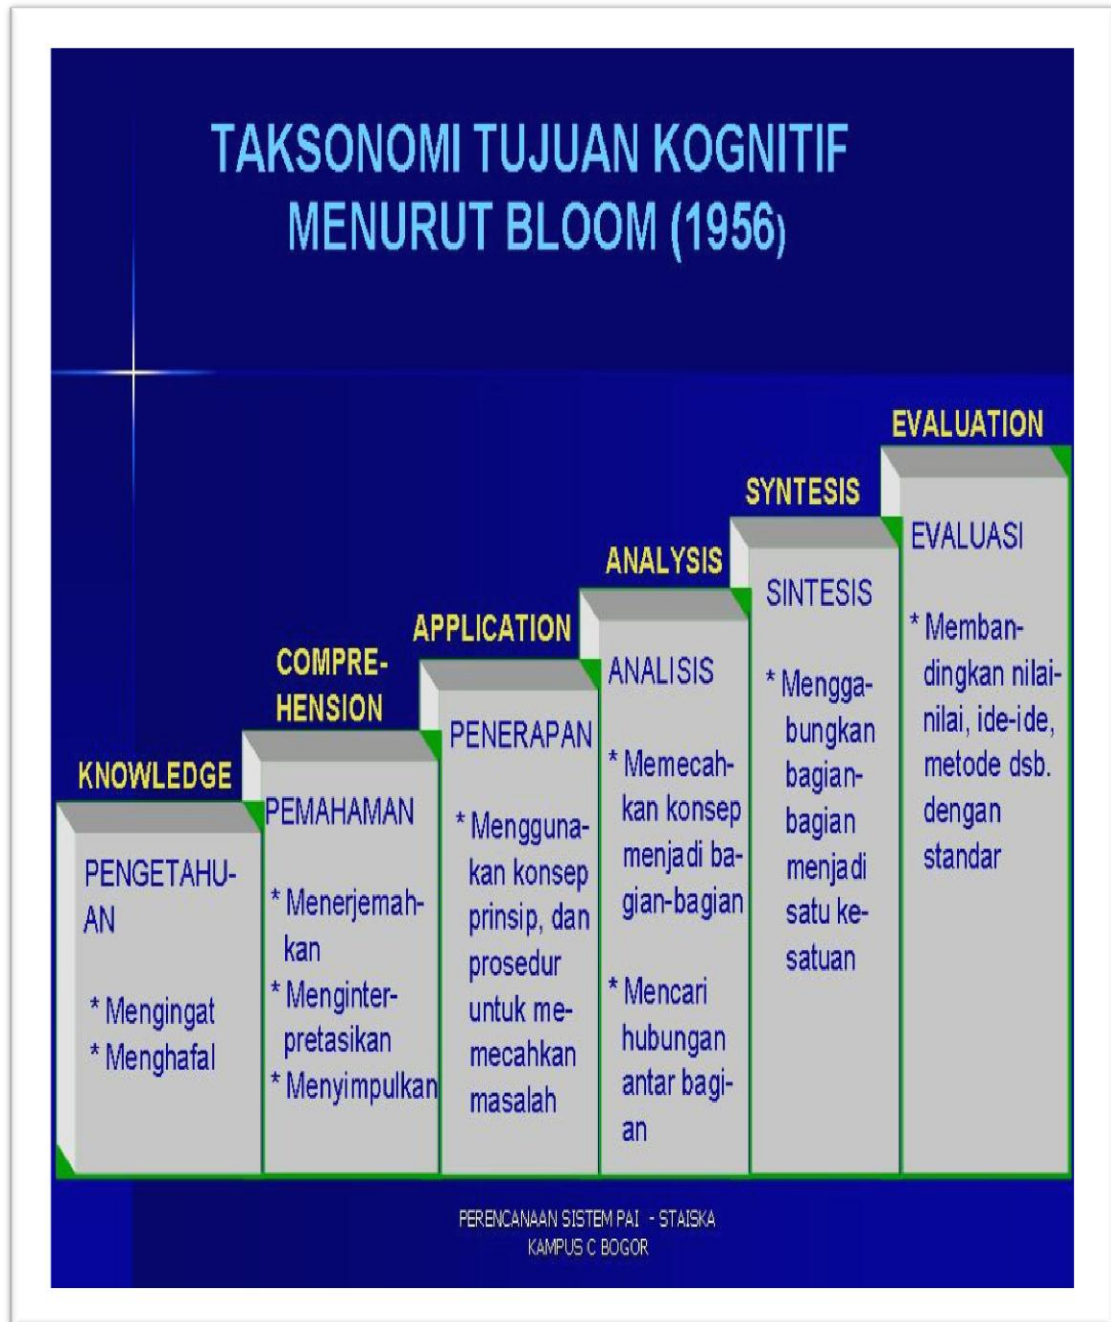 TAKSONOMI TUJUAN KOGNITIF
MENURUT BLOOM (1956)
KNOWLEDGE
PENGETAHU-
AN
* Mengingat
* Menghafal
COMPRE-
HENSION
PEMAHAMAN
* Menerjemah-
kan
* Menginter-
pretasikan
* Menyimpulkan
APPLICATION
PENERAPAN
* Mengguna-
kan konsep
prinsip, dan
prosedur
untuk me-
mecahkan
masalah
ANALYSIS
ANALISIS
* Memecah-
kan konsep
menjadi ba-
gian-bagian
* Mencari
hubungan
antar bagi-
an
SYNTESIS
SINTESIS
* Mengga-
bungkan
bagian-
bagian
menjadi
satu ke-
satuan
EVALUATION
EVALUASI
* Memban-
dingkan nilai-
nilai, ide-ide,
metode dsb.
dengan
standar
PERENCANAAN SISTEM PAI - STAISKA
KAMPUS C BOGOR